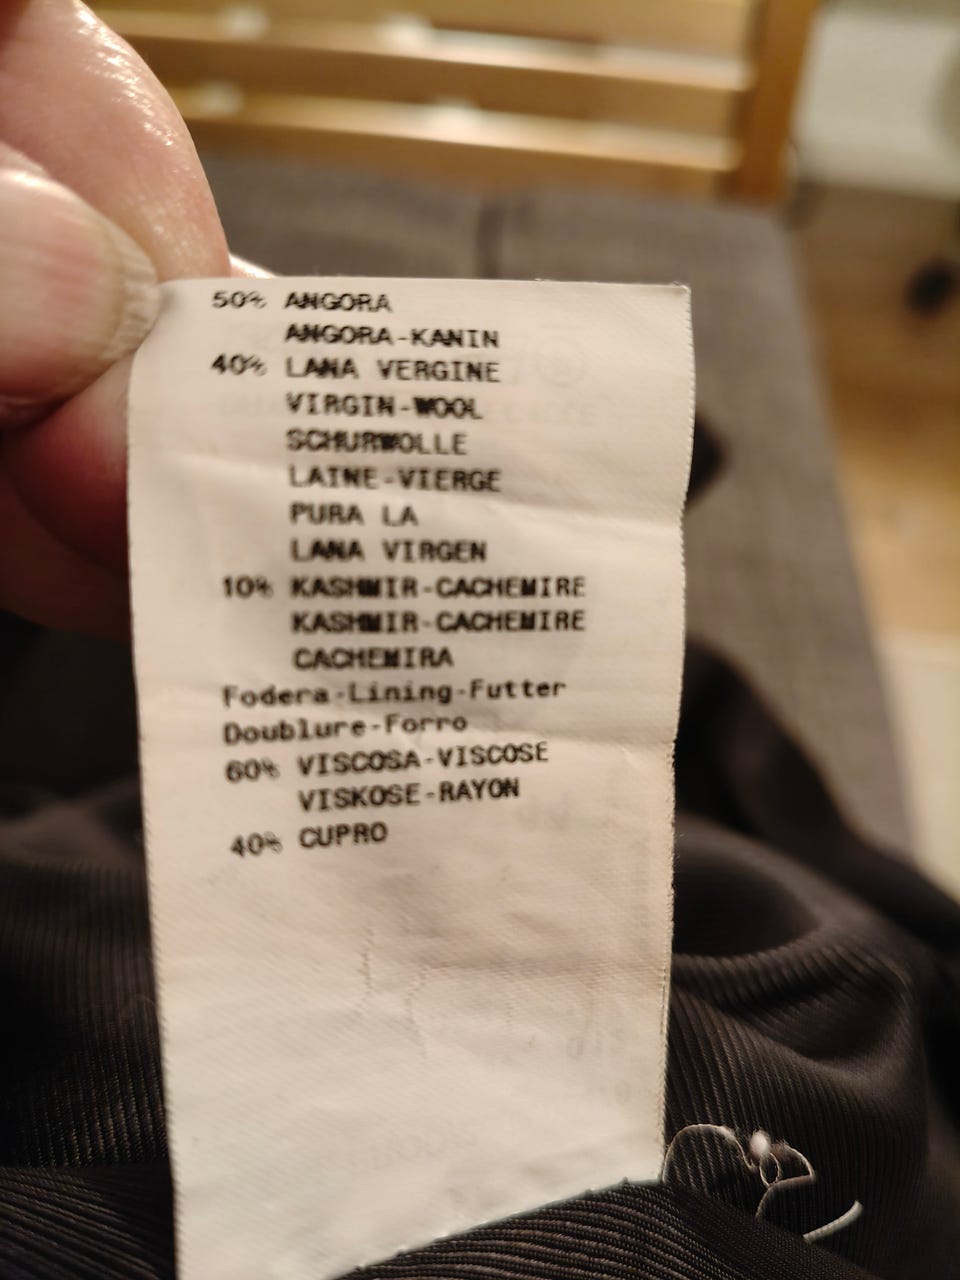 50% ANGORA
ANGORA-KANIN
40% LANA VERGINE
VIRGIN-WOOL
SCHURWOLLE
LAINE-VIERGE
PURA LA
LANA VIRGEN
10% KASHMIR-CACHEMIRE
KASHMIR-CACHEMIRE
CACHEMIRA
Fodera-Lining-Futter
Doublure-Forro
60% VISCOSA-VISCOSE
VISKOSE-RAYON
40% CUPRO